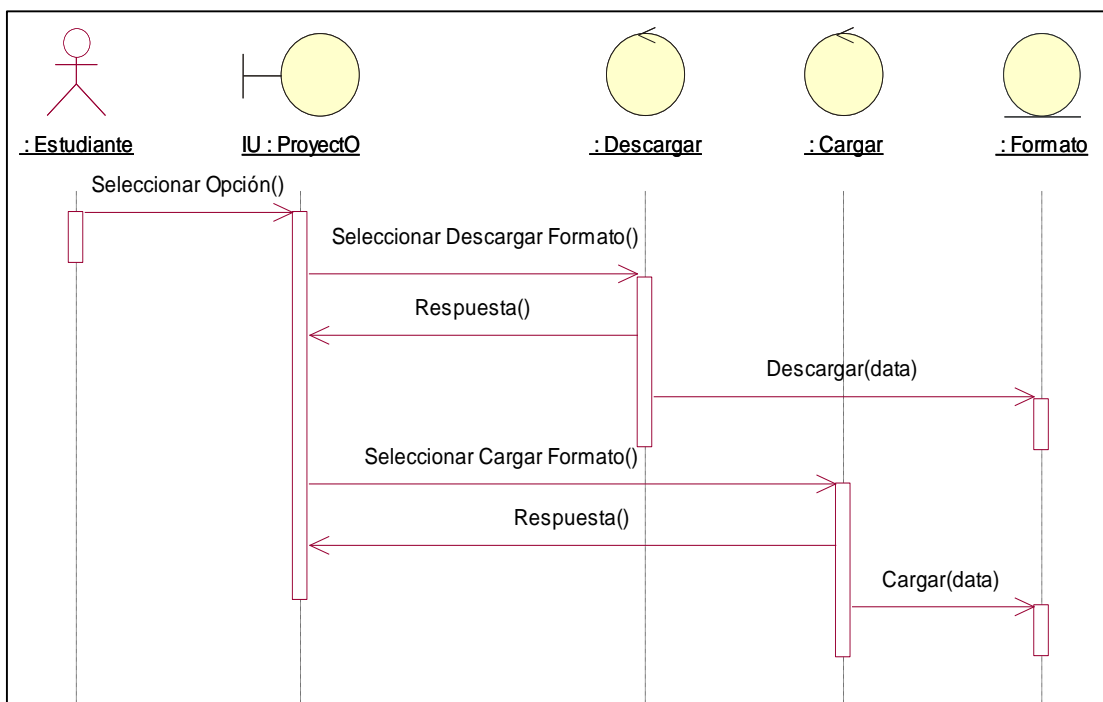 : Estudiante
IU : ProyectO
: Descargar
: Cargar
: Formato
Seleccionar Opción()
Seleccionar Descargar Formato()
Respuesta()
Descargar(data)
Seleccionar Cargar Formato()
Respuesta()
Cargar(data)